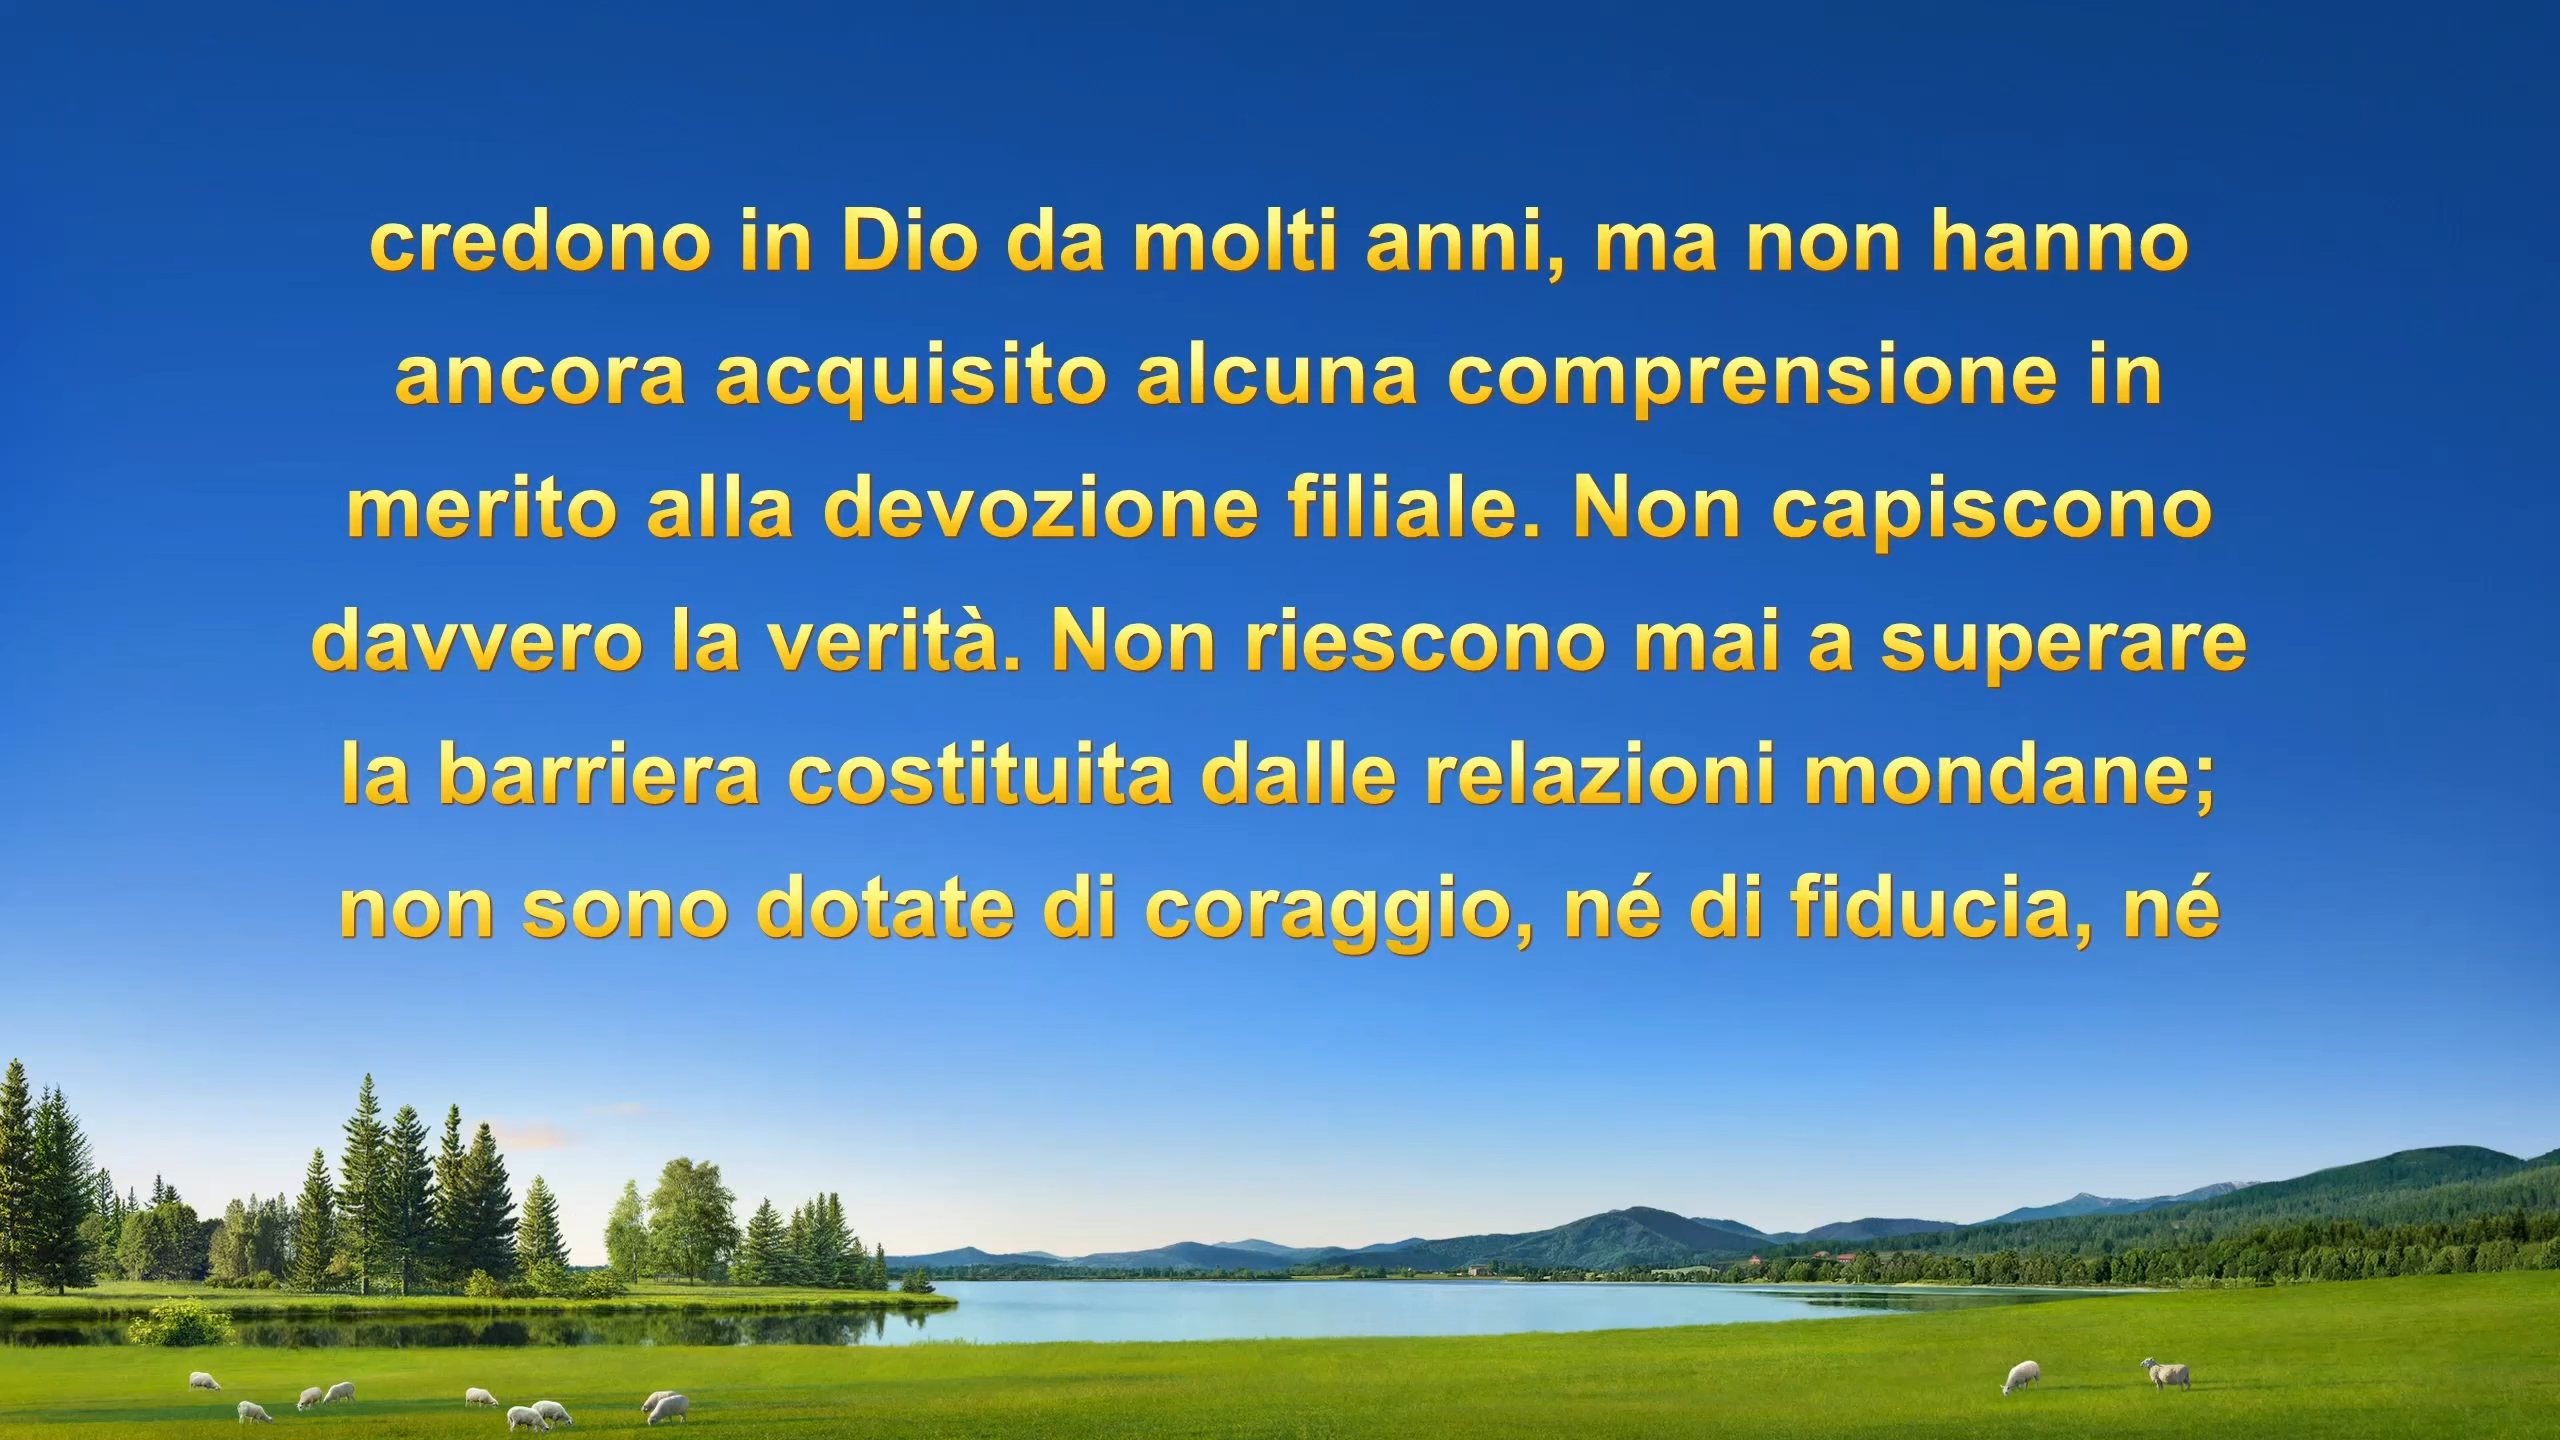 credono in Dio da molti anni, ma non hanno
ancora acquisito alcuna comprensione in
merito alla devozione filiale. Non capiscono
davvero la verità. Non riescono mai a superare
la barriera costituita dalle relazioni mondane;
non sono dotate di coraggio, né di fiducia, né